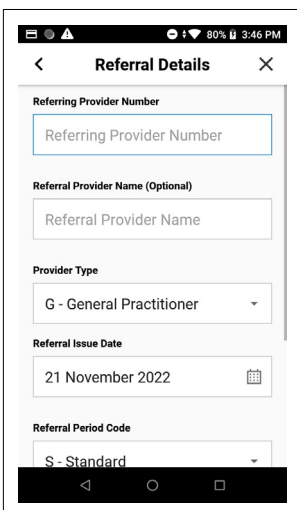 80% 3:46 PM
Referral Details
Referring Provider Number
Referring Provider Number
Referral Provider Name (Optional)
Referral Provider Name
Provider Type
G - General Practitioner
Referral Issue Date
21 November 2022
Referral Period Code
S - Standard